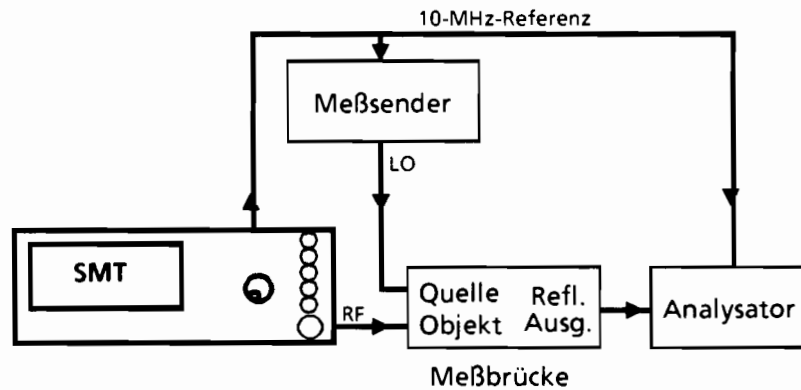 10-MHz-Referenz
Meßsender
LO
SMT
RF
Quelle Refl.
Objekt Ausg.
Analysator
Meßbrücke